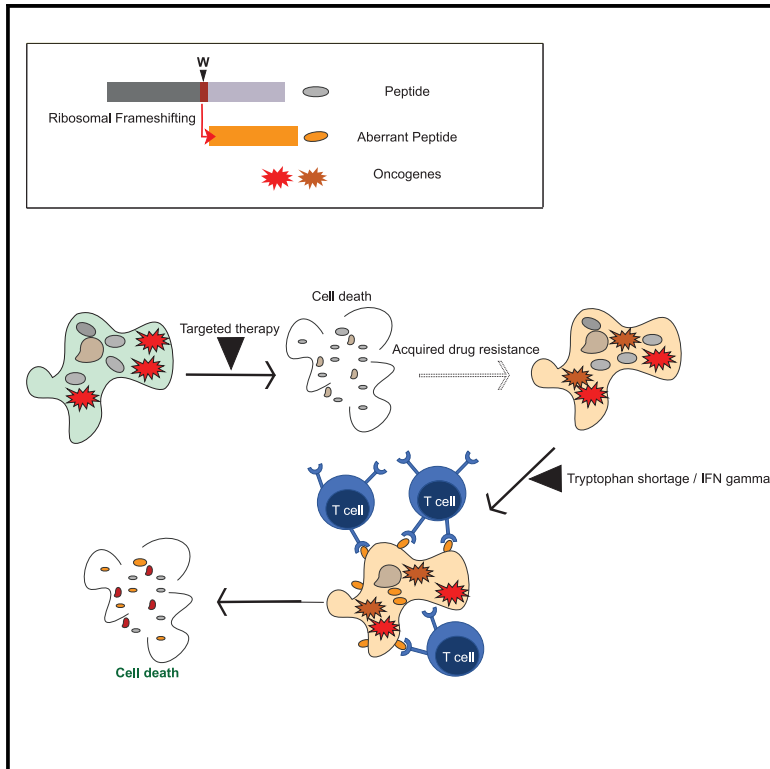 W
Peptide
Ribosomal Frameshifting
Aberrant Peptide
Oncogenes
Cell death
Targeted therapy
Acquired drug resistance
Tryptophan shortage / IFN gamma
T cell
T cell
T cell
Cell death